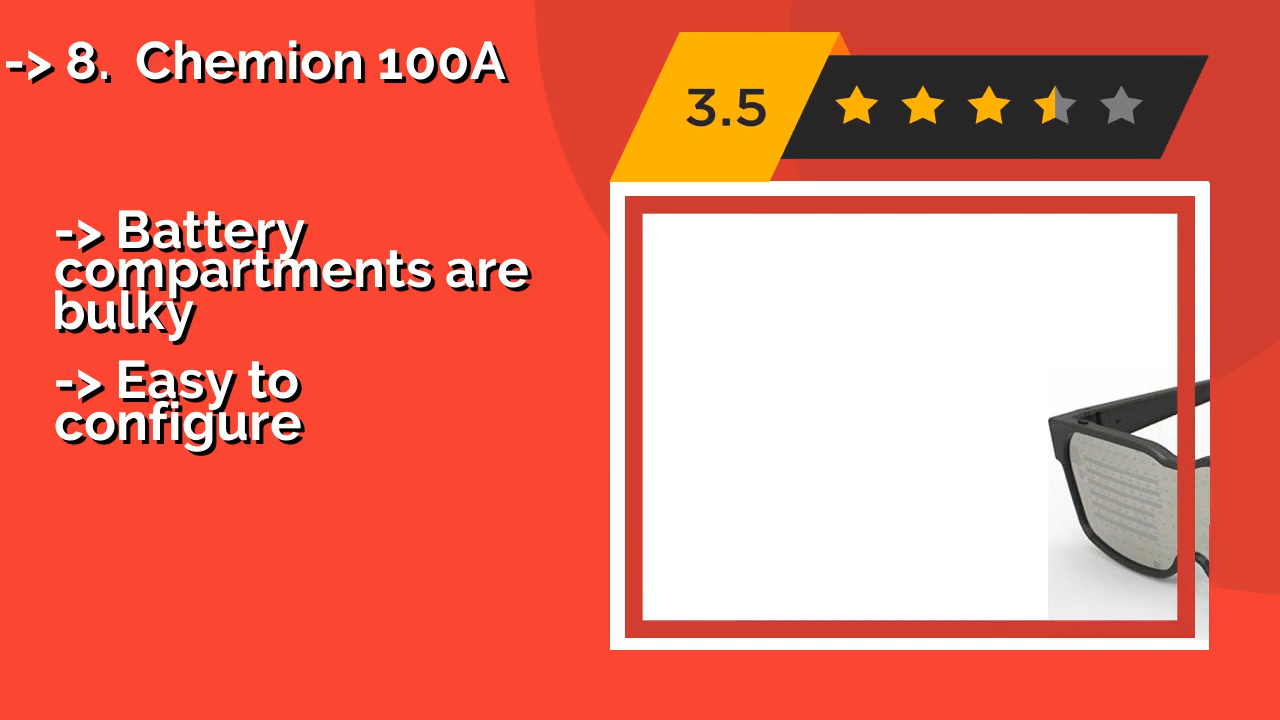 -> 8.  Chemion 100A
3.5
-> Battery
compartments are
bulky
-> Easy to
configure